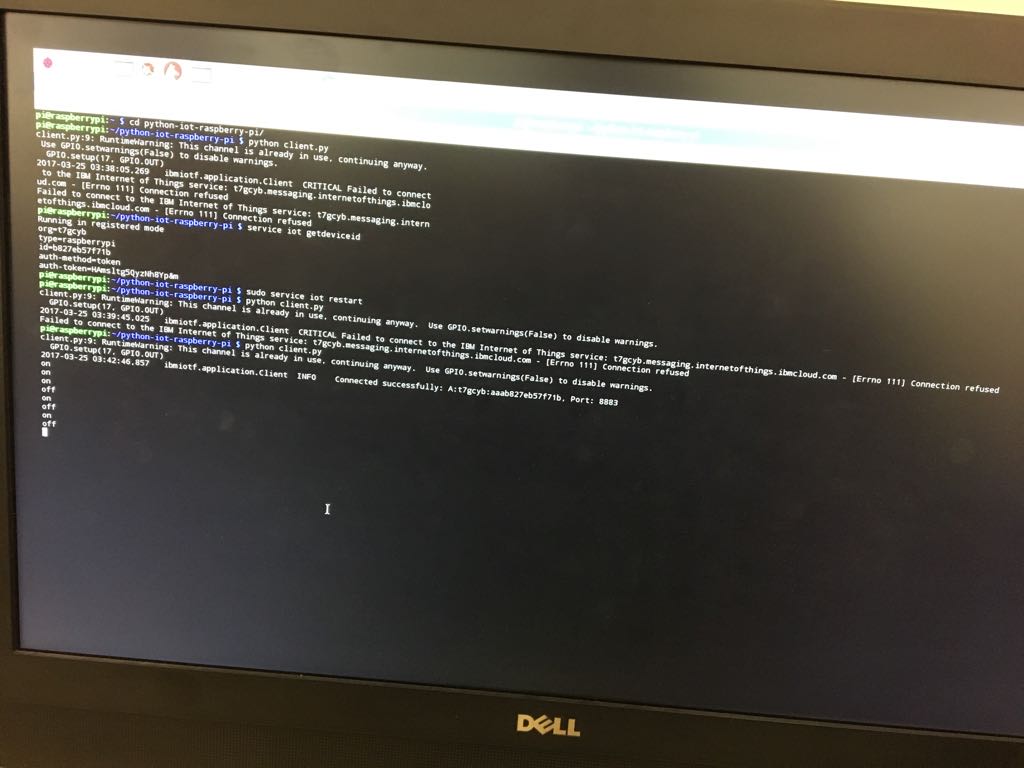 pi@raspberrypi:~ $ cd python-iot-raspberry-pi/
pi@raspberrypi:~/python-iot-raspberry-pi $ python client.py
client.py:9: RuntimeWarning: This channel is already in use, continuing anyway.
Use GPIO.setwarnings(False) to disable warnings.
GPIO.setup(17, GPIO.OUT)
2017-03-25 03:38:05.269   ibmiotf.application.Client  CRITICAL Failed to connect
to the IBM Internet of Things service: t7gcyb.messaging.internetofthings.ibmclo
ud.com - [Errno 111] Connection refused
Failed to connect to the IBM Internet of Things service: t7gcyb.messaging.intern
etofthings.ibmcloud.com - [Errno 111] Connection refused
pi@raspberrypi:~/python-iot-raspberry-pi $ service iot getdeviceid
Running in registered mode
org=t7gcyb
type=raspberrypi
id=b827eb57f71b
auth-method=token
auth-token=HAmsltg5QyzNh8Yp&m
pi@raspberrypi:~/python-iot-raspberry-pi $ sudo service iot restart
pi@raspberrypi:~/python-iot-raspberry-pi $ python client.py
client.py:9: RuntimeWarning: This channel is already in use, continuing anyway.  Use GPIO.setwarnings(False) to disable warnings.
GPIO.setup(17, GPIO.OUT)
2017-03-25 03:39:45.025   ibmiotf.application.Client  CRITICAL Failed to connect to the IBM Internet of Things service: t7gcyb.messaging.internetofthings.ibmcloud.com - [Errno 111] Connection refused
Failed to connect to the IBM Internet of Things service: t7gcyb.messaging.internetofthings.ibmcloud.com - [Errno 111] Connection refused
pi@raspberrypi:~/python-iot-raspberry-pi $ python client.py
client.py:9: RuntimeWarning: This channel is already in use, continuing anyway.  Use GPIO.setwarnings(False) to disable warnings.
GPIO.setup(17, GPIO.OUT)
2017-03-25 03:42:46.857   ibmiotf.application.Client  INFO    Connected successfully: A:t7gcyb:aaab827eb57f71b, Port: 8883
on
on
on
off
on
off
on
off
DELL